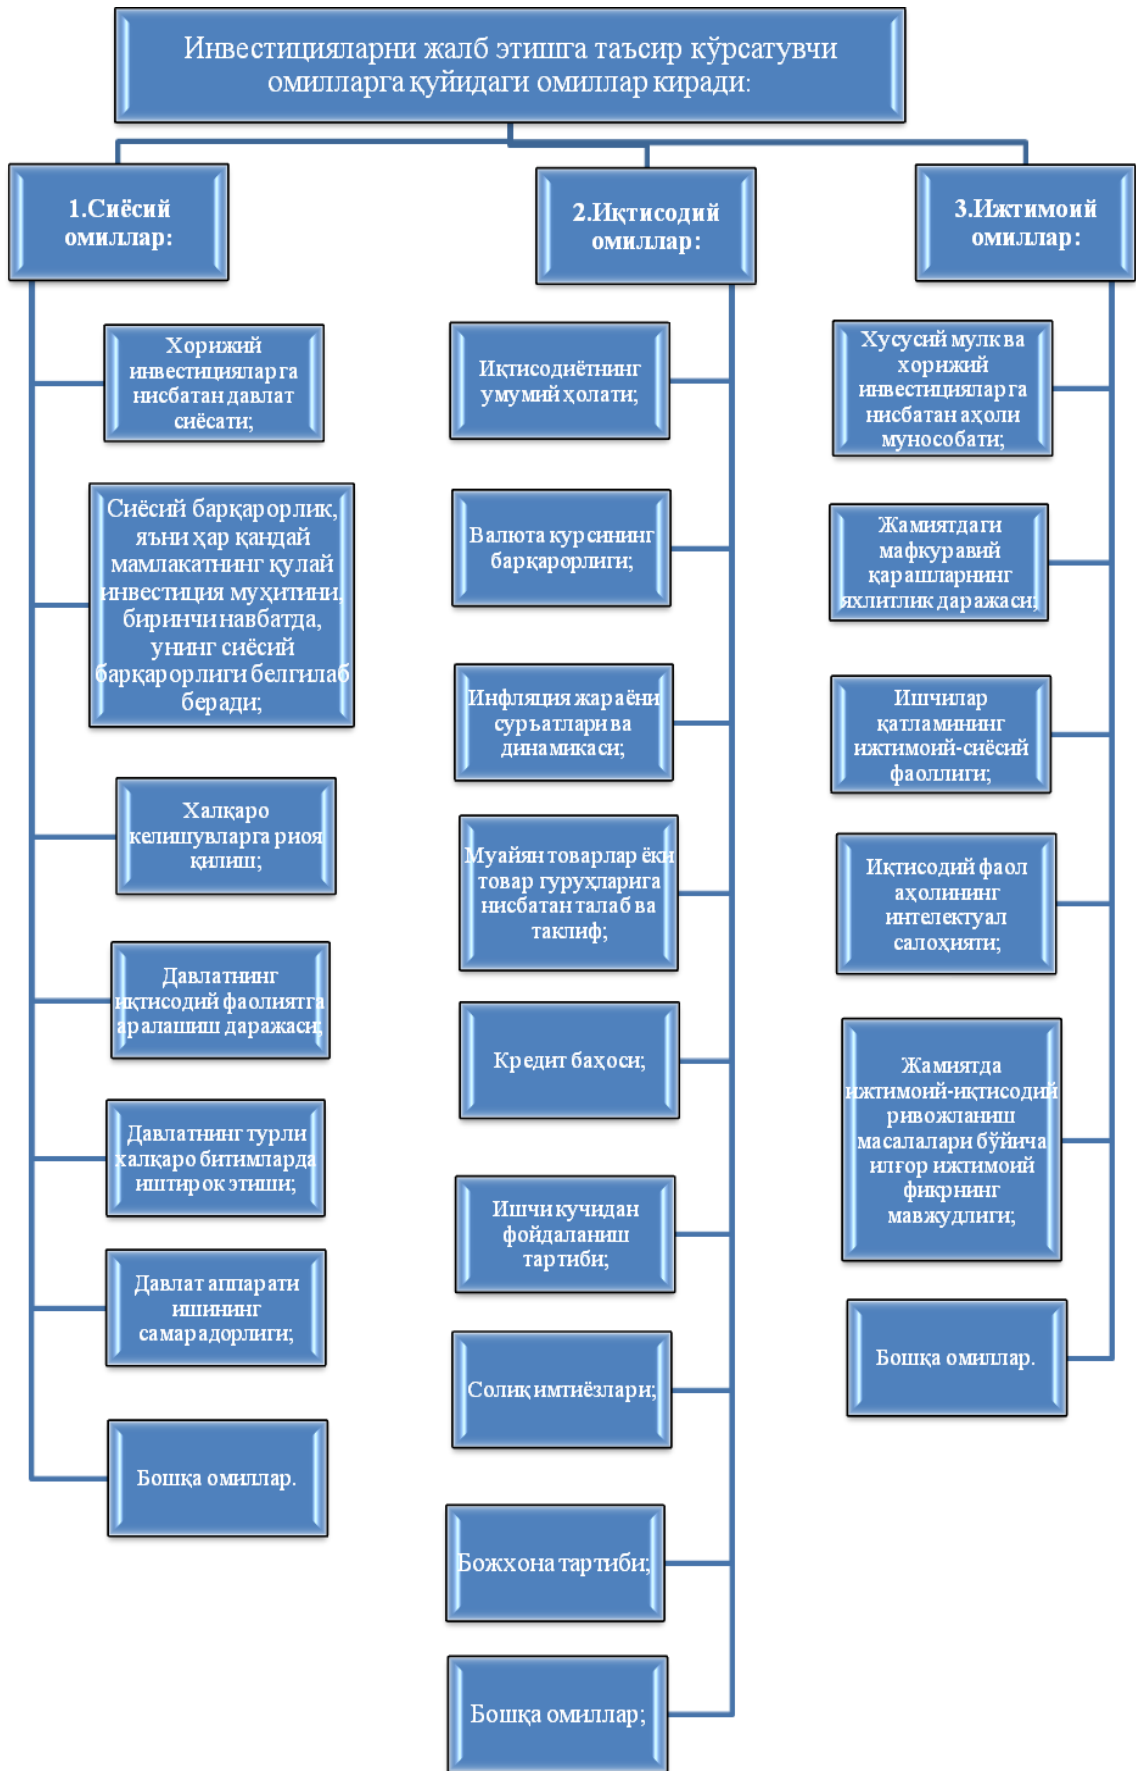 Инвестицияларни жалб этишга таъсир кўрсатувчи
омилларга қуйидаги омиллар киради:
1.Сиёсий
омиллар:
Хорижий
инвестицияларга
нисбатан давлат
сиёсати;
Сиёсий барқарорлик,
яъни ҳар қандай
мамлакатнинг қулай
инвестиция муҳитини,
биринчи навбатда,
унинг сиёсий
барқарорлиги белгилаб
беради;
Халқаро
келишувларга риоя
қилиш;
Давлатнинг
иқтисодий фаолиятга
аралашиш даражаси;
Давлатнинг турли
халқаро битимларда
иштирок этиши;
Давлат аппарати
ишининг
самарадорлиги;
Бошқа омиллар.
2.Иқтисодий
омиллар:
Иқтисодиётнинг
умумий ҳолати;
Валюта курсининг
барқарорлиги;
Инфляция жараёни
суръатлари ва
динамикаси;
Муайян товарлар ёки
товар гуруҳларига
нисбатан талаб ва
таклиф;
Кредит баҳоси;
Ишчи кучидан
фойдаланиш
тартиби;
Солиқ имтиёзлари;
Божхона тартиби;
Бошқа омиллар;
3.Ижтимоий
омиллар:
Хусусий мулк ва
хорижий
инвестицияларга
нисбатан аҳоли
муносабати;
Жамиятдаги
мафкуравий
қарашларнинг
яхлитлик даражаси;
Ишчилар
қатламининг
ижтимоий-сиёсий
фаоллиги;
Иқтисодий фаол
аҳолининг
интелектуал
салоҳияти;
Жамиятда
ижтимоий-иқтисодий
ривожланиш
масалалари бўйича
илғор ижтимоий
фикрнинг
мавжудлиги;
Бошқа омиллар.